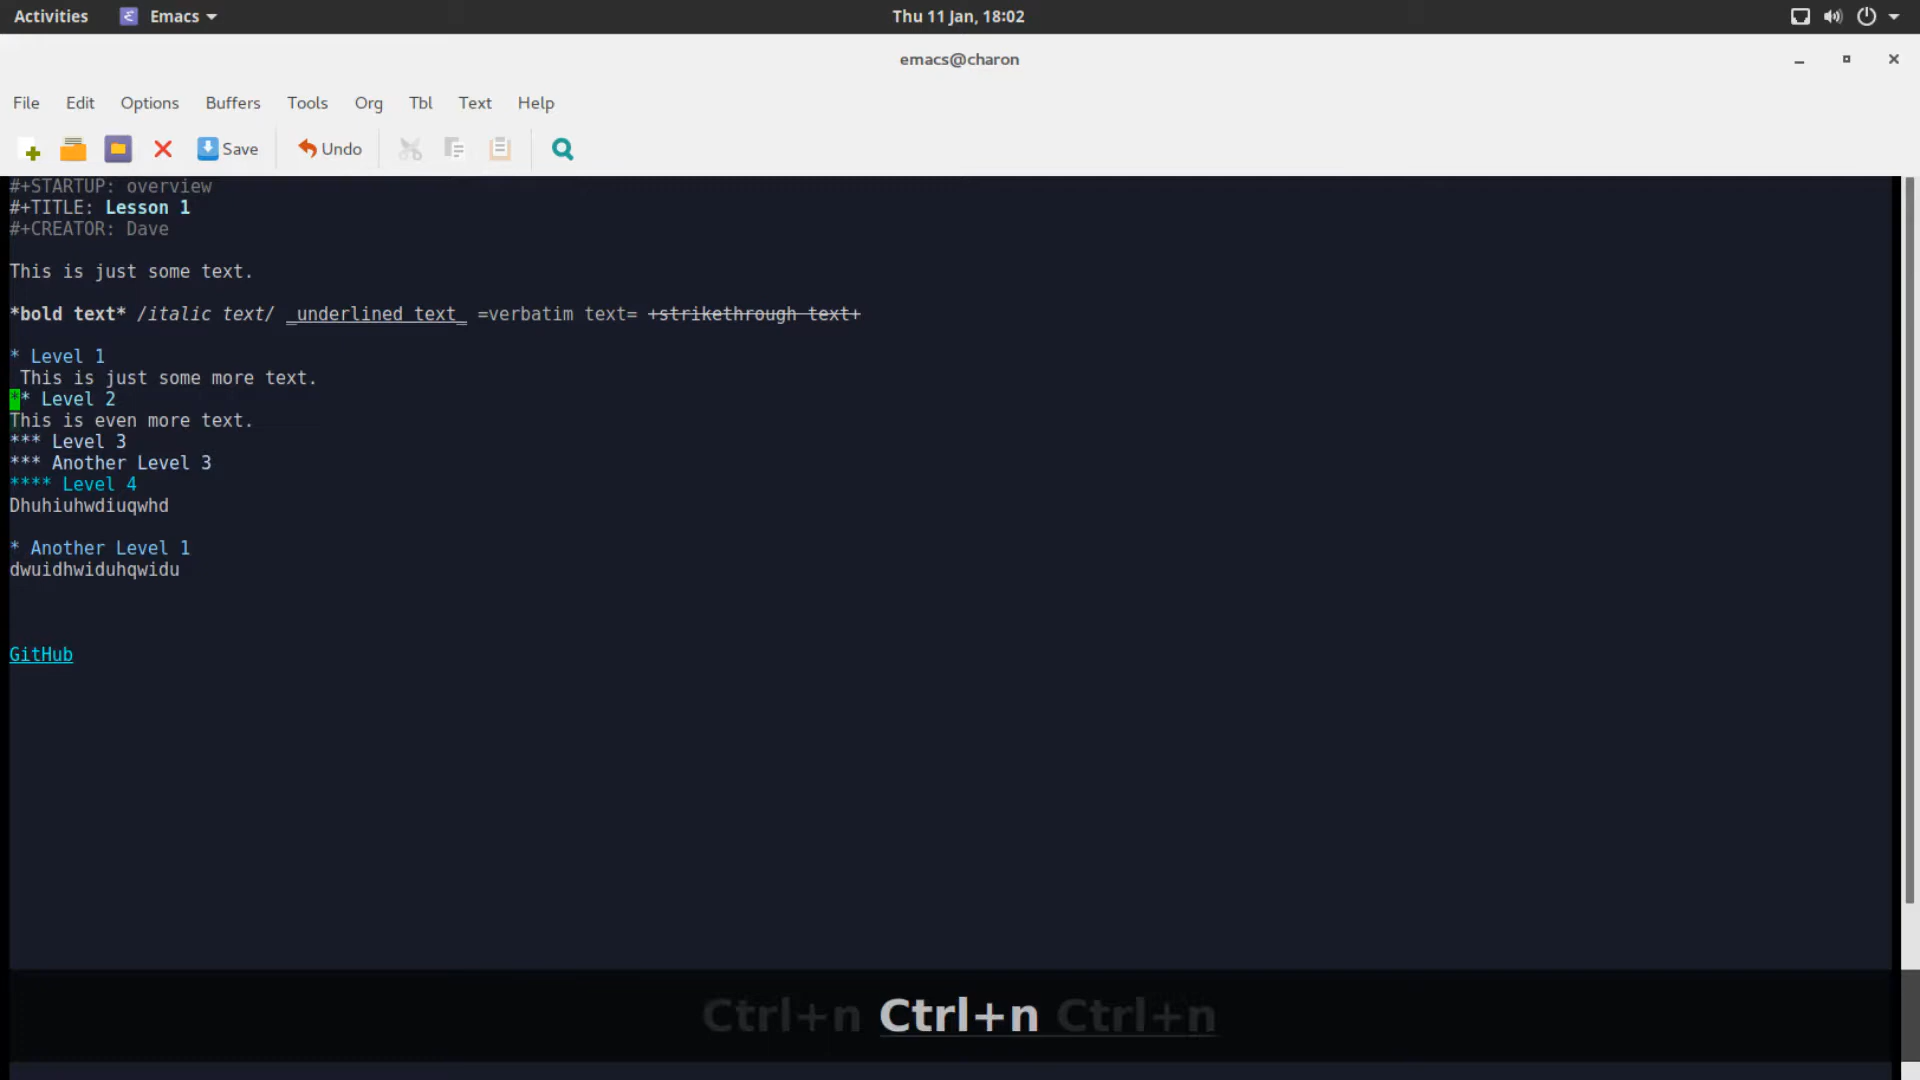 Activities Emacs Thu 11 Jan, 18:02
emacs@charon
File Edit Options Buffers Tools Org Tbl Text Help
Save Undo
#+STARTUP: overview
#+TITLE: Lesson 1
#+CREATOR: Dave
This is just some text.
*bold text* /italic text/ _underlined text_ =verbatim text= +strikethrough text+
* Level 1
This is just some more text.
** Level 2
This is even more text.
*** Level 3
*** Another Level 3
**** Level 4
Dhuhiuhwdiuqwhd
* Another Level 1
dwuidhwiduhqwidu
GitHub
Ctrl+n Ctrl+n Ctrl+n